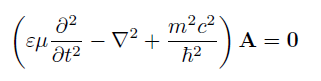 (εμ ∂²/∂t² − ∇² + m²c²/ħ²) A = 0